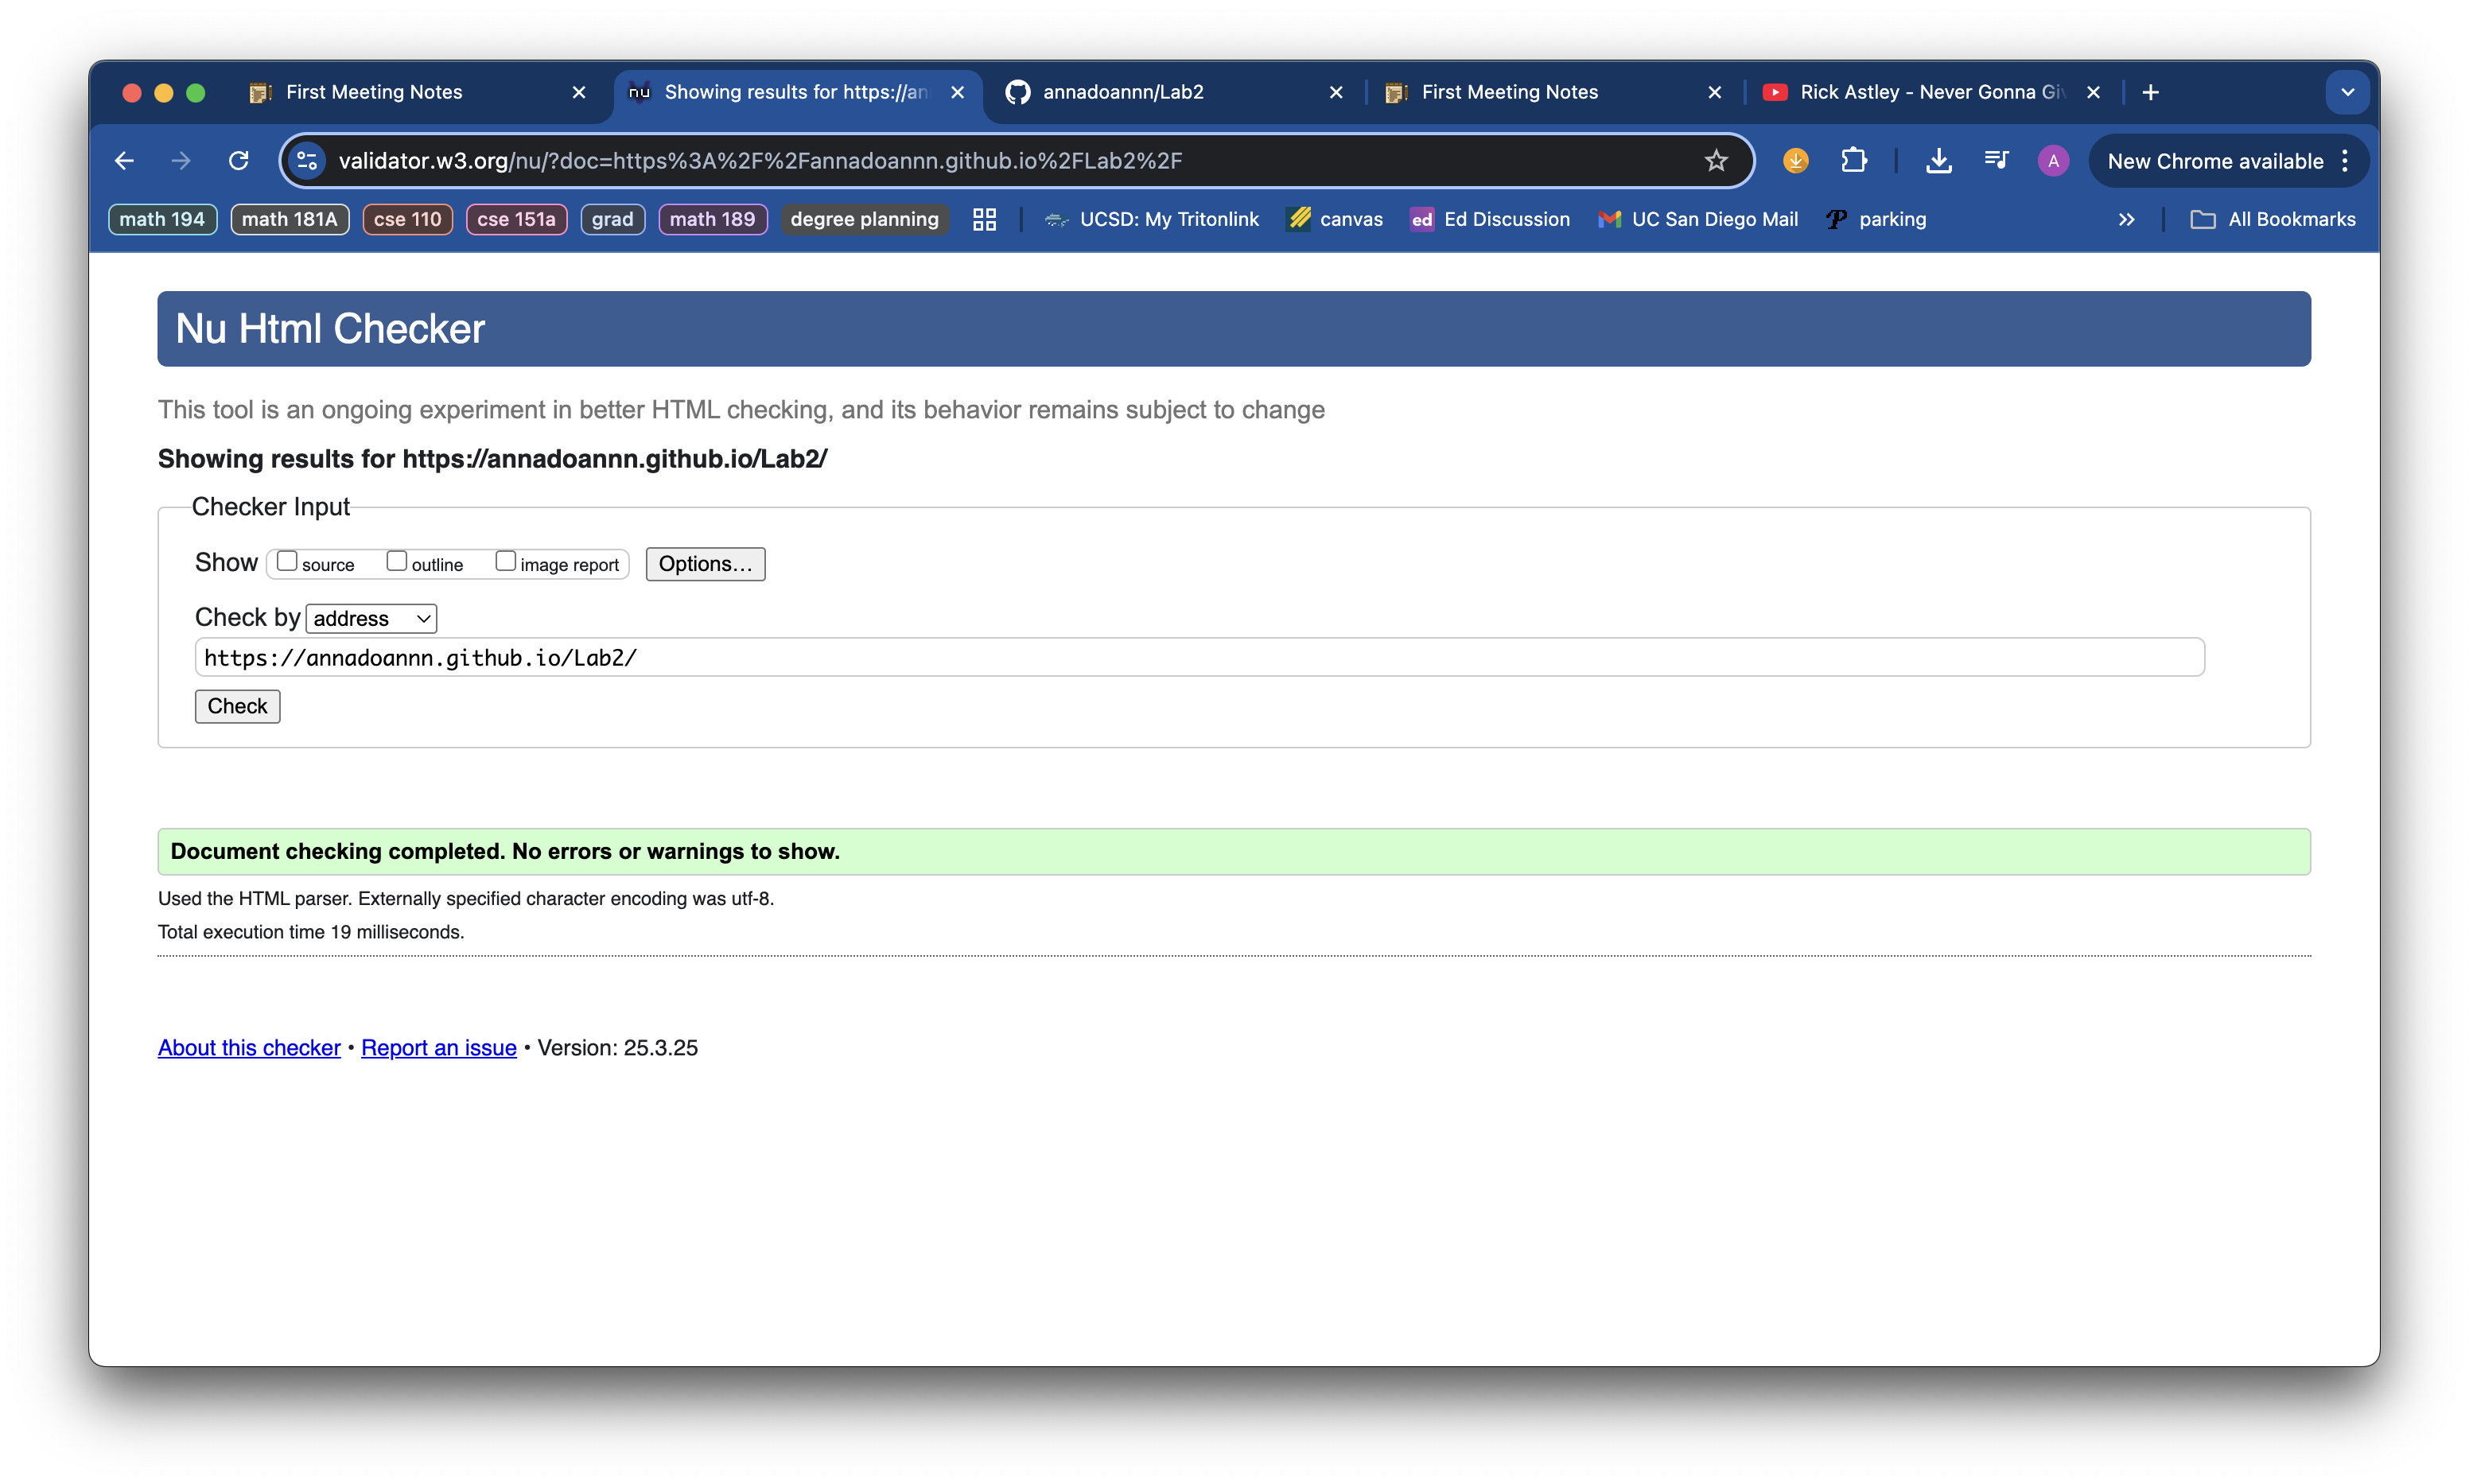 First Meeting Notes
nu Showing results for https://an
annadoannn/Lab2
First Meeting Notes
Rick Astley - Never Gonna Giv
validator.w3.org/nu/?doc=https%3A%2F%2Fannadoannn.github.io%2FLab2%2F
A
New Chrome available
math 194 math 181A cse 110 cse 151a grad math 189 degree planning UCSD: My Tritonlink canvas ed Ed Discussion UC San Diego Mail P parking All Bookmarks
Nu Html Checker
This tool is an ongoing experiment in better HTML checking, and its behavior remains subject to change
Showing results for https://annadoannn.github.io/Lab2/
Checker Input
Show source outline image report Options...
Check by address
https://annadoannn.github.io/Lab2/
Check
Document checking completed. No errors or warnings to show.
Used the HTML parser. Externally specified character encoding was utf-8.
Total execution time 19 milliseconds.
About this checker • Report an issue • Version: 25.3.25